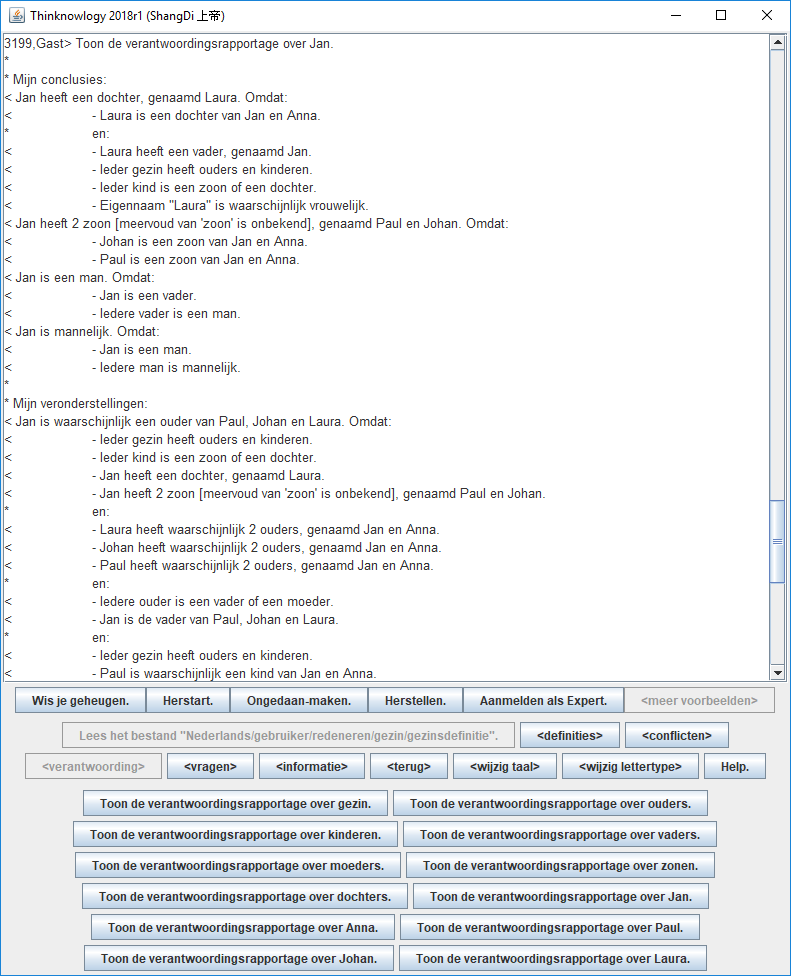 Thinknowlogy 2018r1 (ShangDi 上帝)
3199,Gast> Toon de verantwoordingsrapportage over Jan.
*
* Mijn conclusies:
< Jan heeft een dochter, genaamd Laura. Omdat:
< - Laura is een dochter van Jan en Anna.
* en:
< - Laura heeft een vader, genaamd Jan.
< - Ieder gezin heeft ouders en kinderen.
< - Ieder kind is een zoon of een dochter.
< - Eigennaam "Laura" is waarschijnlijk vrouwelijk.
< Jan heeft 2 zoon [meervoud van 'zoon' is onbekend], genaamd Paul en Johan. Omdat:
< - Johan is een zoon van Jan en Anna.
< - Paul is een zoon van Jan en Anna.
< Jan is een man. Omdat:
< - Jan is een vader.
< - Iedere vader is een man.
< Jan is mannelijk. Omdat:
< - Jan is een man.
< - Iedere man is mannelijk.
*
* Mijn veronderstellingen:
< Jan is waarschijnlijk een ouder van Paul, Johan en Laura. Omdat:
< - Ieder gezin heeft ouders en kinderen.
< - Ieder kind is een zoon of een dochter.
< - Jan heeft een dochter, genaamd Laura.
< - Jan heeft 2 zoon [meervoud van 'zoon' is onbekend], genaamd Paul en Johan.
* en:
< - Laura heeft waarschijnlijk 2 ouders, genaamd Jan en Anna.
< - Johan heeft waarschijnlijk 2 ouders, genaamd Jan en Anna.
< - Paul heeft waarschijnlijk 2 ouders, genaamd Jan en Anna.
* en:
< - Iedere ouder is een vader of een moeder.
< - Jan is de vader van Paul, Johan en Laura.
* en:
< - Ieder gezin heeft ouders en kinderen.
< - Paul is waarschijnlijk een kind van Jan en Anna.
Wis je geheugen. Herstart. Ongedaan-maken. Herstellen. Aanmelden als Expert. <meer voorbeelden>
Lees het bestand "Nederlands/gebruiker/redeneren/gezin/gezinsdefinitie". <definities> <conflicten>
<verantwoording> <vragen> <informatie> <terug> <wijzig taal> <wijzig lettertype> Help.
Toon de verantwoordingsrapportage over gezin. Toon de verantwoordingsrapportage over ouders.
Toon de verantwoordingsrapportage over kinderen. Toon de verantwoordingsrapportage over vaders.
Toon de verantwoordingsrapportage over moeders. Toon de verantwoordingsrapportage over zonen.
Toon de verantwoordingsrapportage over dochters. Toon de verantwoordingsrapportage over Jan.
Toon de verantwoordingsrapportage over Anna. Toon de verantwoordingsrapportage over Paul.
Toon de verantwoordingsrapportage over Johan. Toon de verantwoordingsrapportage over Laura.